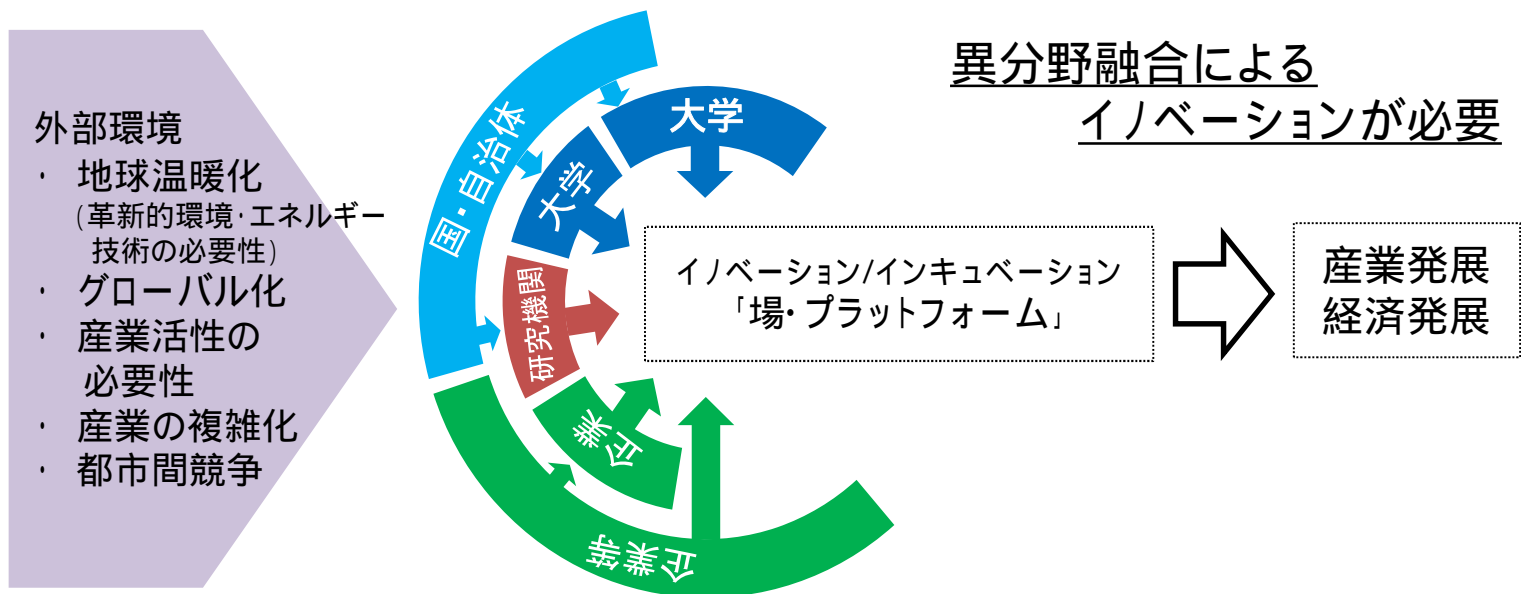 異分野融合による
イノベーションが必要
外部環境
・ 地球温暖化
（革新的環境・エネルギー
技術の必要性）
・ グローバル化
・ 産業活性の
必要性
・ 産業の複雑化
・ 都市間競争
国・自治体
大学
大学
研究機関
企業
企業等
イノベーション/インキュベーション
「場・プラットフォーム」
産業発展
経済発展